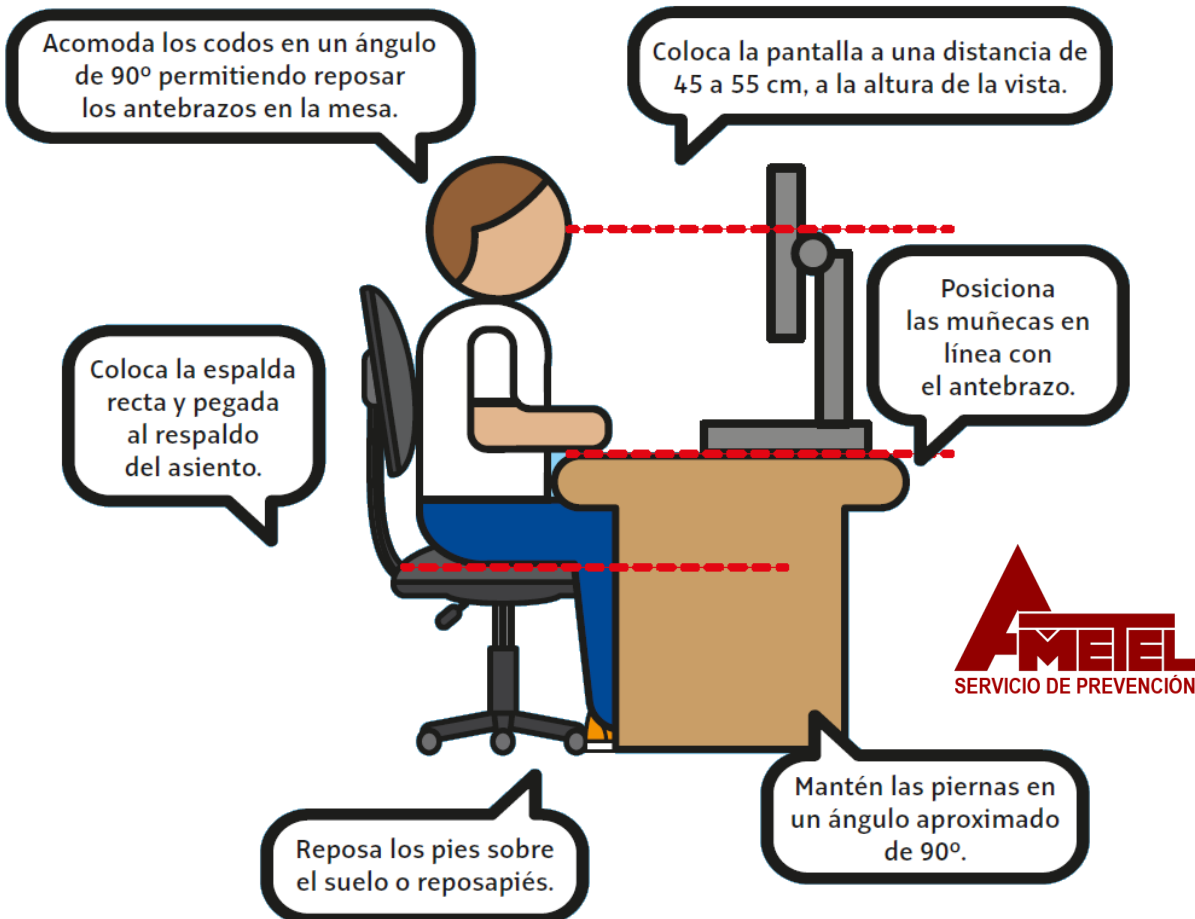 Acomoda los codos en un ángulo
de 90º permitiendo reposar
los antebrazos en la mesa.
Coloca la pantalla a una distancia de
45 a 55 cm, a la altura de la vista.
Posiciona
las muñecas en
línea con
el antebrazo.
Coloca la espalda
recta y pegada
al respaldo
del asiento.
AMETEL
SERVICIO DE PREVENCIÓN
Mantén las piernas en
un ángulo aproximado
de 90º.
Reposa los pies sobre
el suelo o reposapiés.